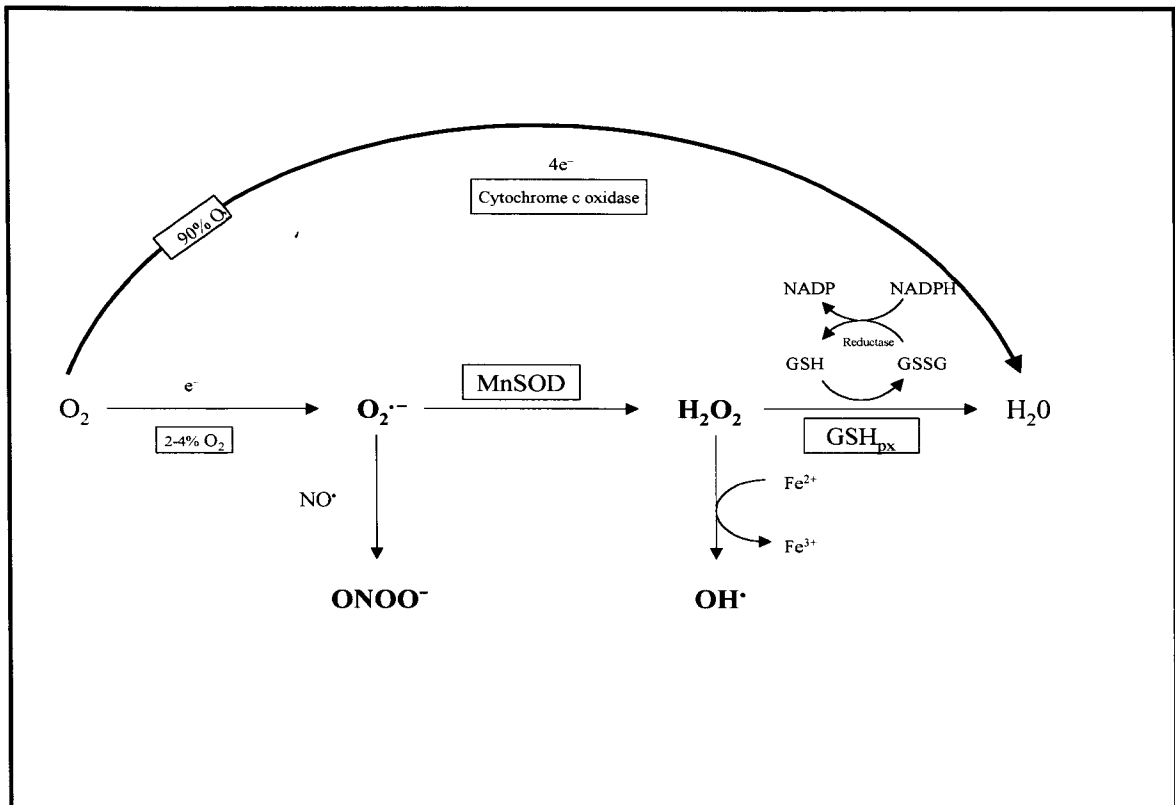 4e⁻
Cytochrome c oxidase
90% O₂
NADP NADPH
Reductase
GSH GSSG
O₂ e⁻ O₂·⁻ MnSOD H₂O₂ H₂0
2-4% O₂
GSHpx
NO• Fe²⁺
Fe³⁺
ONOO⁻ OH•